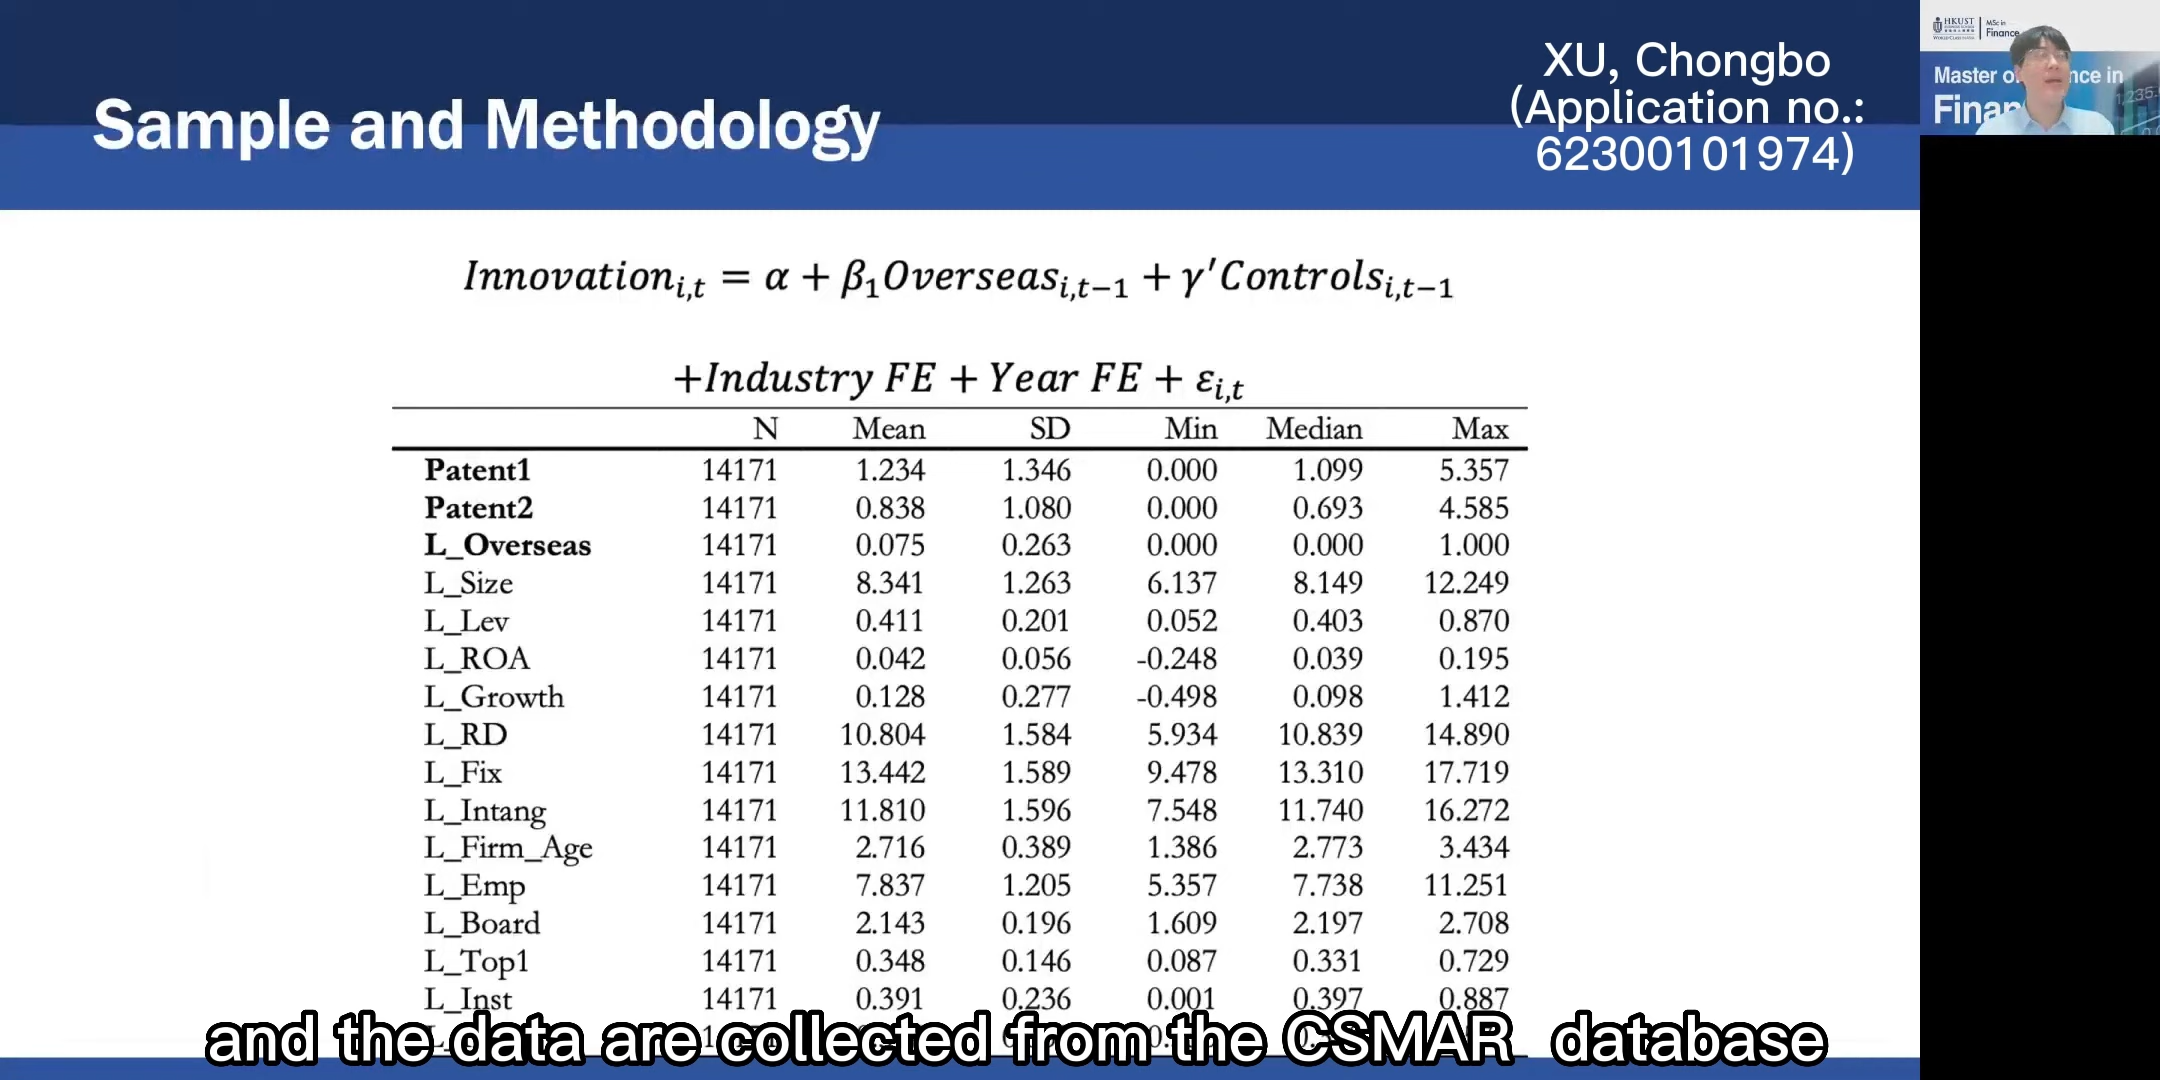 Sample and Methodology
XU, Chongbo
(Application no.:
62300101974)
HKUST
MSc in
Finance
Master of
nce in
Finan
1,235.
Innovation_{i,t} = α + β_1Overseas_{i,t−1} + γ′Controls_{i,t−1}
+Industry FE + Year FE + ε_{i,t}
N Mean SD Min Median Max
Patent1 14171 1.234 1.346 0.000 1.099 5.357
Patent2 14171 0.838 1.080 0.000 0.693 4.585
L_Overseas 14171 0.075 0.263 0.000 0.000 1.000
L_Size 14171 8.341 1.263 6.137 8.149 12.249
L_Lev 14171 0.411 0.201 0.052 0.403 0.870
L_ROA 14171 0.042 0.056 -0.248 0.039 0.195
L_Growth 14171 0.128 0.277 -0.498 0.098 1.412
L_RD 14171 10.804 1.584 5.934 10.839 14.890
L_Fix 14171 13.442 1.589 9.478 13.310 17.719
L_Intang 14171 11.810 1.596 7.548 11.740 16.272
L_Firm_Age 14171 2.716 0.389 1.386 2.773 3.434
L_Emp 14171 7.837 1.205 5.357 7.738 11.251
L_Board 14171 2.143 0.196 1.609 2.197 2.708
L_Top1 14171 0.348 0.146 0.087 0.331 0.729
L_Inst 14171 0.391 0.236 0.001 0.397 0.887
and the data are collected from the CSMAR database